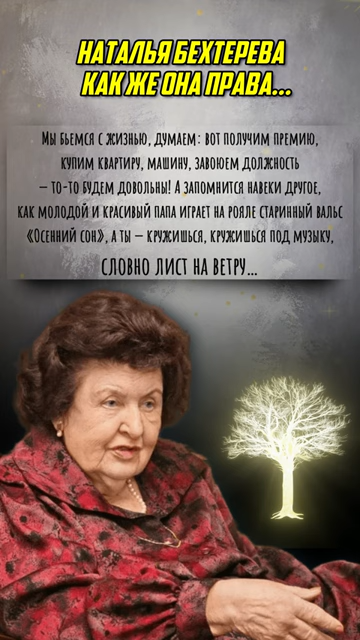 НАТАЛЬЯ БЕХТЕРЕВА
КАК ЖЕ ОНА ПРАВА...
Мы бьемся с жизнью, думаем: вот получим премию,
купим квартиру, машину, завоюем должность
– то-то будем довольны! А запомнится навеки другое,
как молодой и красивый папа играет на рояле старинный вальс
«Осенний сон», а ты – кружишься, кружишься под музыку,
словно лист на ветру...